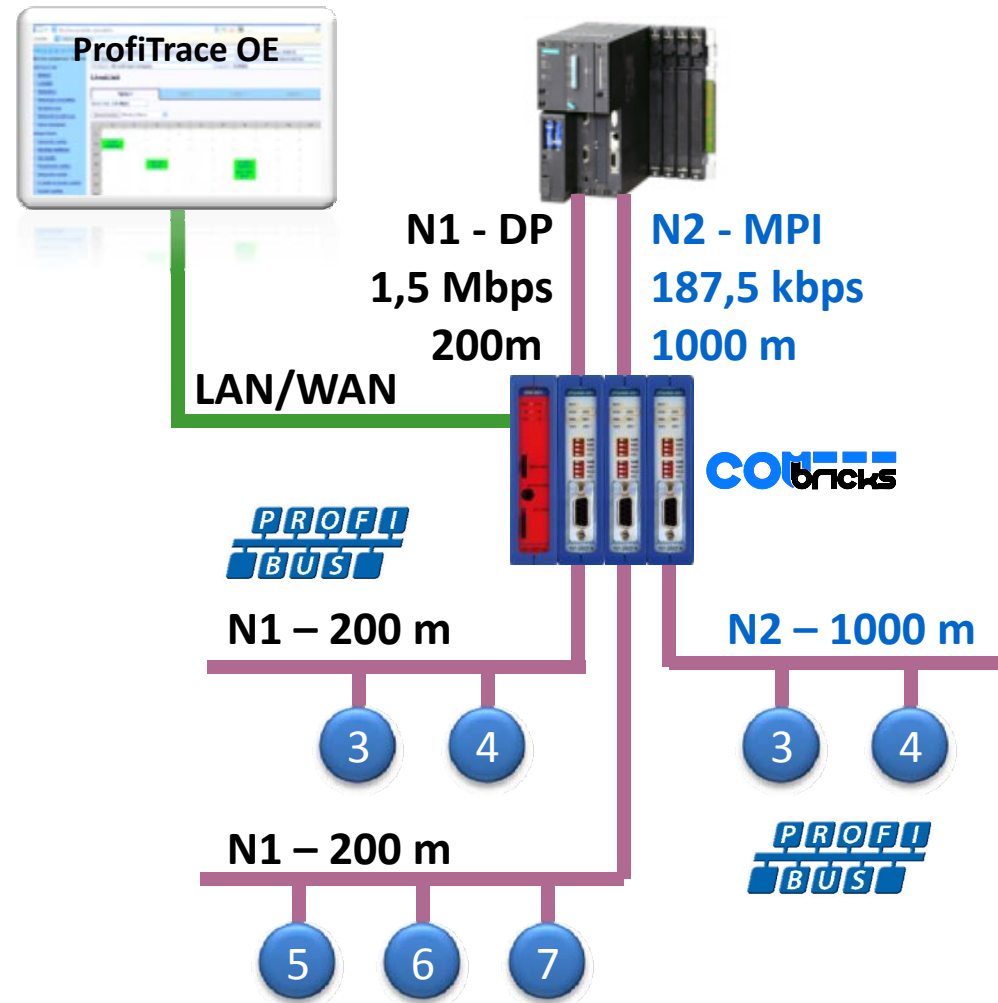 ProfiTrace OE
N1 - DP
1,5 Mbps
200m
N2 - MPI
187,5 kbps
1000 m
LAN/WAN
COM
bricks
PROFI
BUS
N1 – 200 m
N2 – 1000 m
3
4
3
4
N1 – 200 m
PROFI
BUS
5
6
7